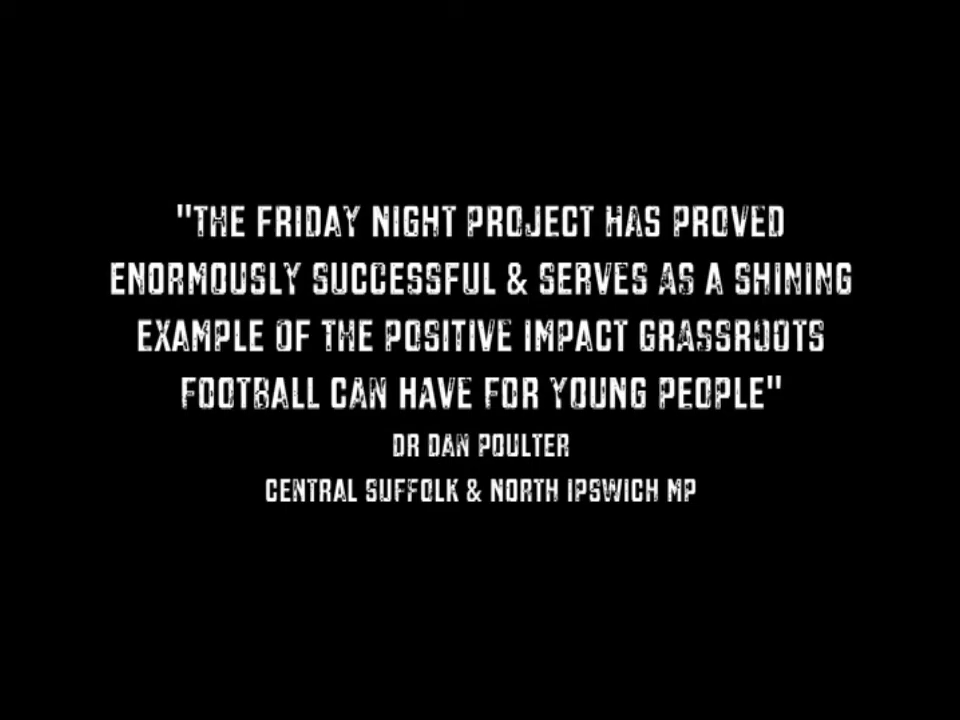 "THE FRIDAY NIGHT PROJECT HAS PROVED
ENORMOUSLY SUCCESSFUL & SERVES AS A SHINING
EXAMPLE OF THE POSITIVE IMPACT GRASSROOTS
FOOTBALL CAN HAVE FOR YOUNG PEOPLE"
DR DAN POULTER
CENTRAL SUFFOLK & NORTH IPSWICH MP